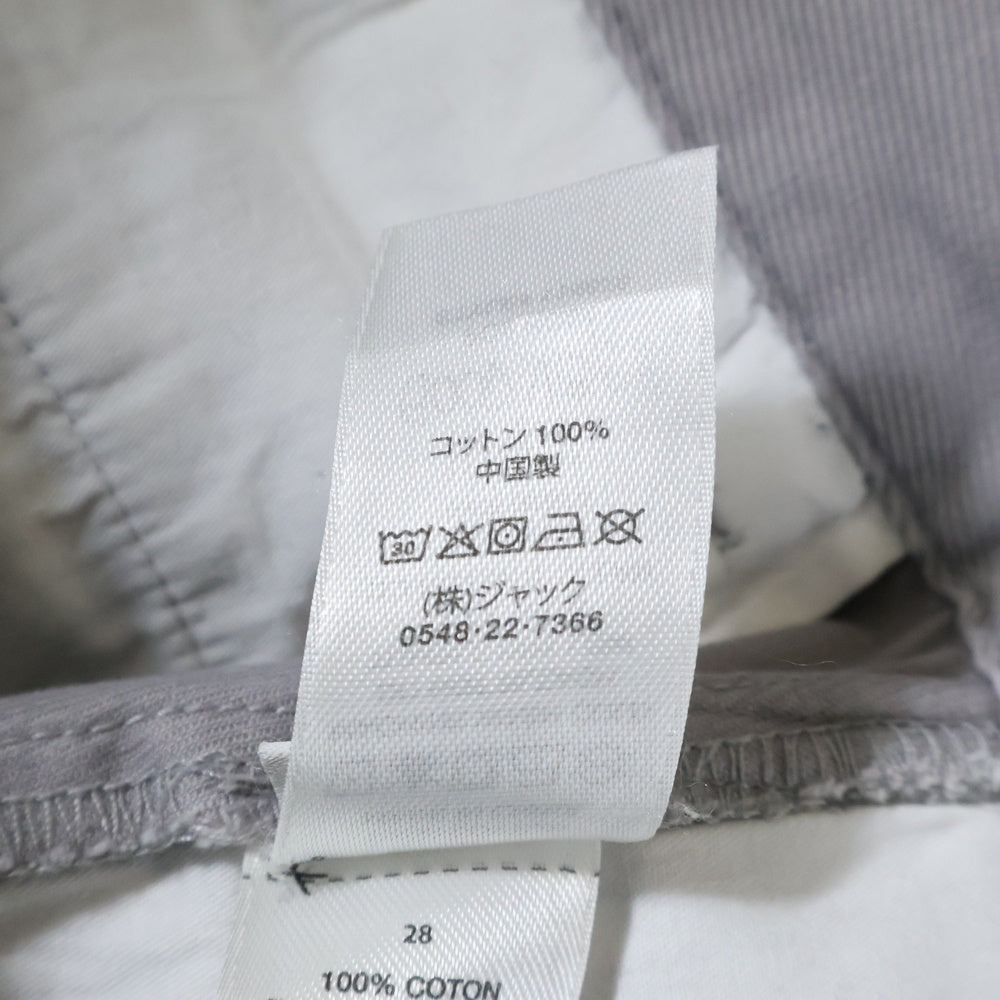 コットン 100%
中国製
30
(株)ジャック
0548·22·7366
28
100% COTON